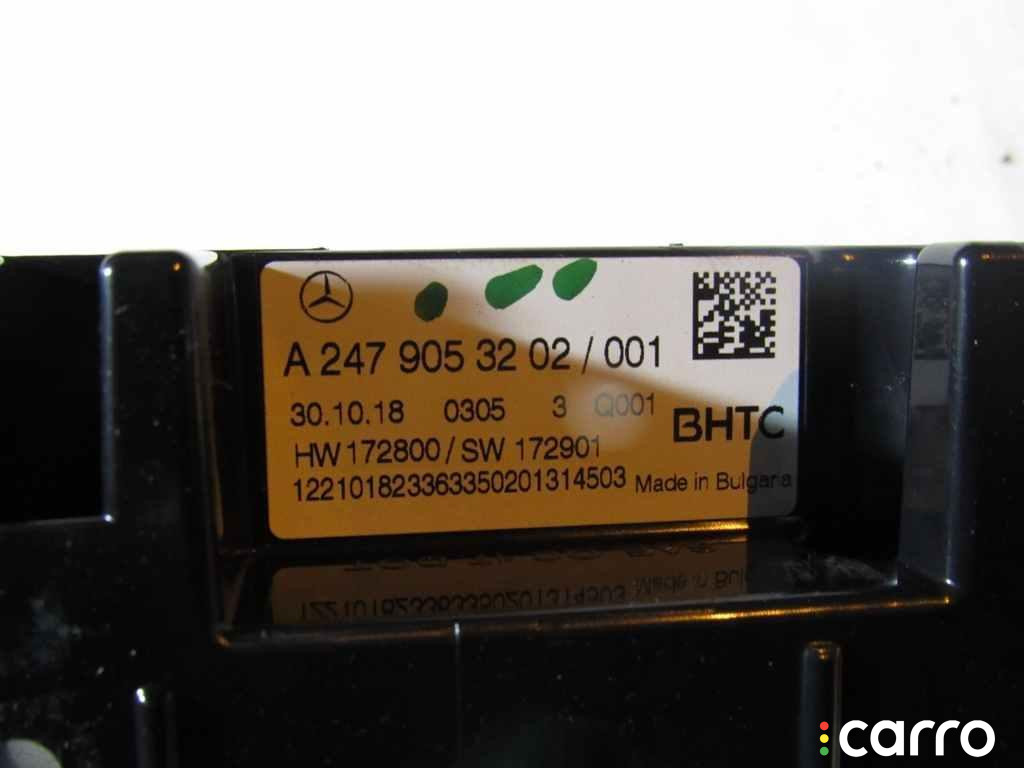 A 247 905 32 02 / 001
30.10.18 0305 3 Q001
BHTC
HW 172800 / SW 172901
122101823363350201314503 Made in Bulgaria
carro